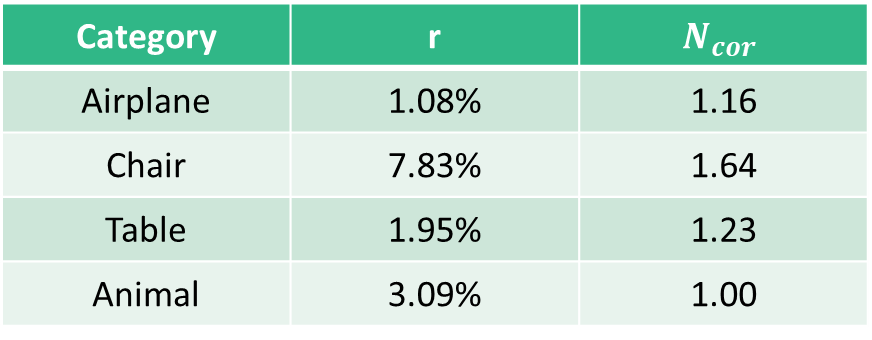 Category r N_cor
Airplane 1.08% 1.16
Chair 7.83% 1.64
Table 1.95% 1.23
Animal 3.09% 1.00